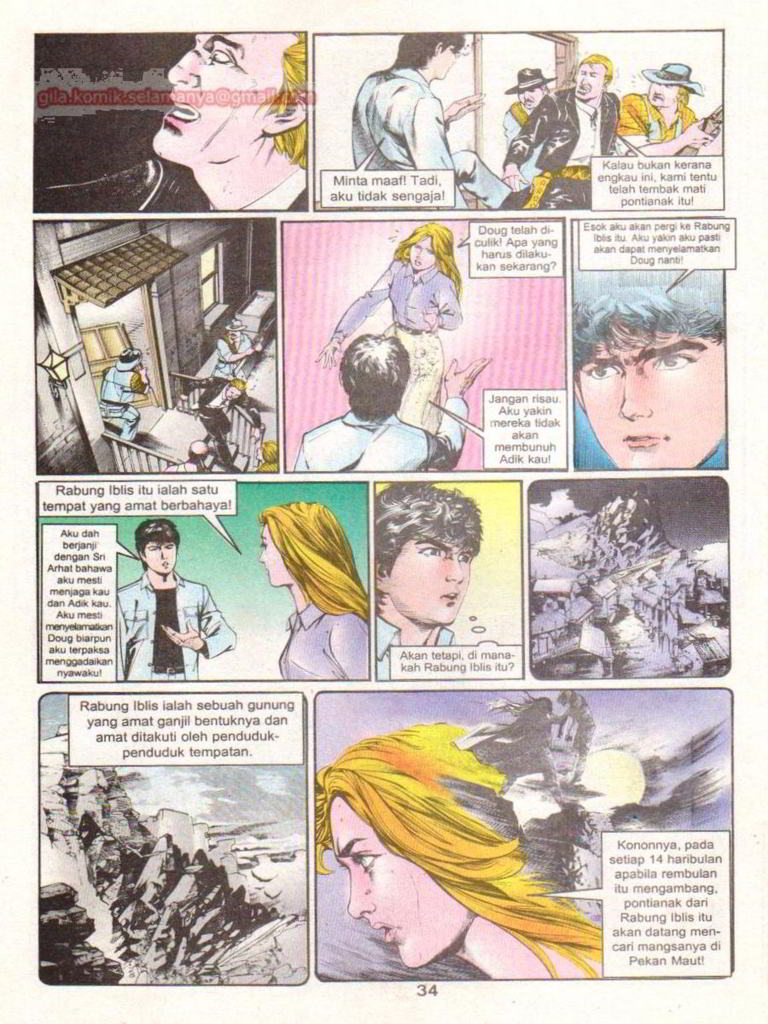 gila.komik.selamanya@gmail.com
Minta maaf! Tadi,
aku tidak sengaja!
Kalau bukan kerana
engkau ini, kami tentu
telah tembak mati
pontianak itu!
Doug telah di-
culik! Apa yang
harus dilaku-
kan sekarang?
Jangan risau.
Aku yakin
mereka tidak
akan
membunuh
Adik kau!
Esok aku akan pergi ke Rabung
Iblis itu. Aku yakin aku pasti
akan dapat menyelamatkan
Doug nanti!
Rabung Iblis itu ialah satu
tempat yang amat berbahaya!
Aku dah
berjanji
dengan Sri
Arhat bahawa
aku mesti
menjaga kau
dan Adik kau.
Aku mesti
menyelamatkan
Doug biarpun
aku terpaksa
menggadaikan
nyawaku!
Akan tetapi, di mana-
kah Rabung Iblis itu?
Rabung Iblis ialah sebuah gunung
yang amat ganjil bentuknya dan
amat ditakuti oleh penduduk-
penduduk tempatan.
Kononnya, pada
setiap 14 haribulan
apabila rembulan
itu mengambang,
pontianak dari
Rabung Iblis itu
akan datang men-
cari mangsanya di
Pekan Maut!
34